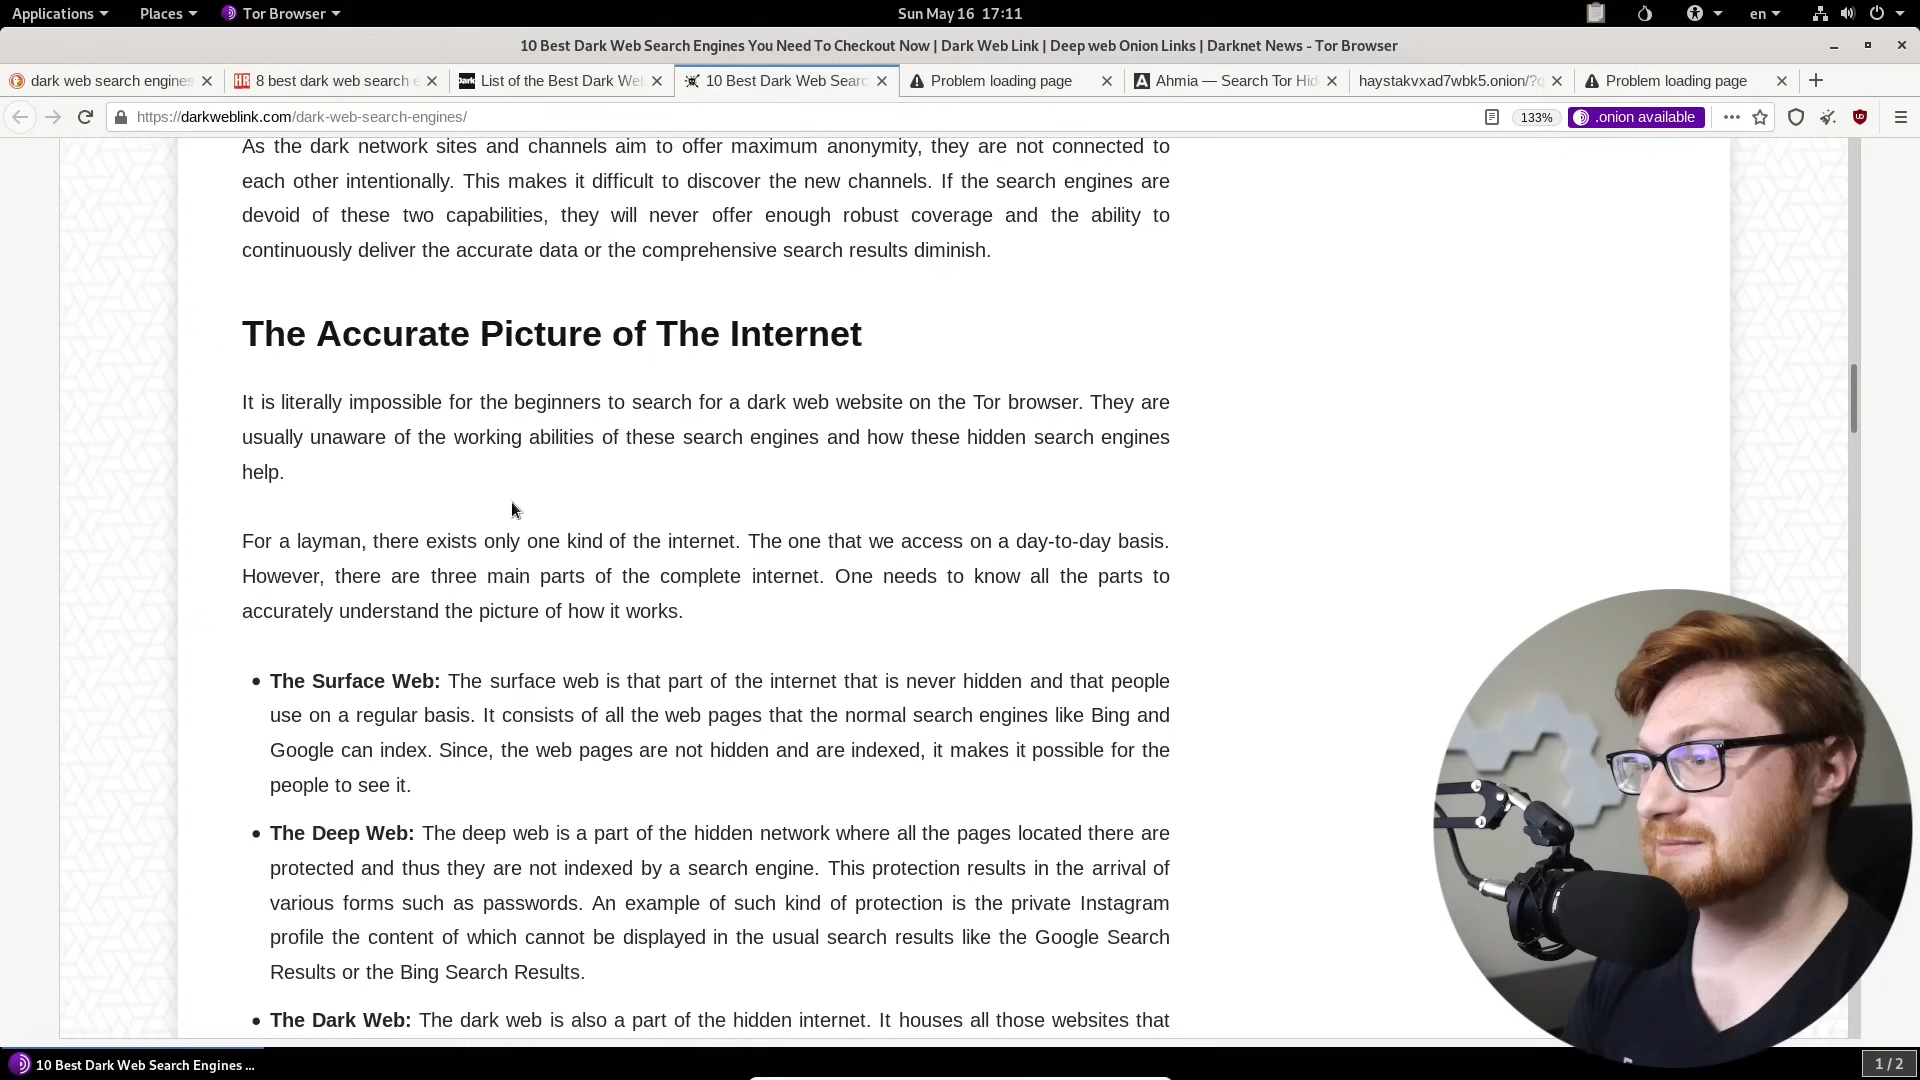 Applications Places Tor Browser Sun May 16 17:11 en
10 Best Dark Web Search Engines You Need To Checkout Now | Dark Web Link | Deep web Onion Links | Darknet News - Tor Browser
dark web search engines 8 best dark web search e List of the Best Dark We 10 Best Dark Web Searc Problem loading page Ahmia — Search Tor Hid haystakvxad7wbk5.onion/?q Problem loading page
https://darkweblink.com/dark-web-search-engines/ 133% .onion available
As the dark network sites and channels aim to offer maximum anonymity, they are not connected to
each other intentionally. This makes it difficult to discover the new channels. If the search engines are
devoid of these two capabilities, they will never offer enough robust coverage and the ability to
continuously deliver the accurate data or the comprehensive search results diminish.
The Accurate Picture of The Internet
It is literally impossible for the beginners to search for a dark web website on the Tor browser. They are
usually unaware of the working abilities of these search engines and how these hidden search engines
help.
For a layman, there exists only one kind of the internet. The one that we access on a day-to-day basis.
However, there are three main parts of the complete internet. One needs to know all the parts to
accurately understand the picture of how it works.
• The Surface Web: The surface web is that part of the internet that is never hidden and that people
use on a regular basis. It consists of all the web pages that the normal search engines like Bing and
Google can index. Since, the web pages are not hidden and are indexed, it makes it possible for the
people to see it.
• The Deep Web: The deep web is a part of the hidden network where all the pages located there are
protected and thus they are not indexed by a search engine. This protection results in the arrival of
various forms such as passwords. An example of such kind of protection is the private Instagram
profile the content of which cannot be displayed in the usual search results like the Google Search
Results or the Bing Search Results.
• The Dark Web: The dark web is also a part of the hidden internet. It houses all those websites that
10 Best Dark Web Search Engines ... 1 / 2